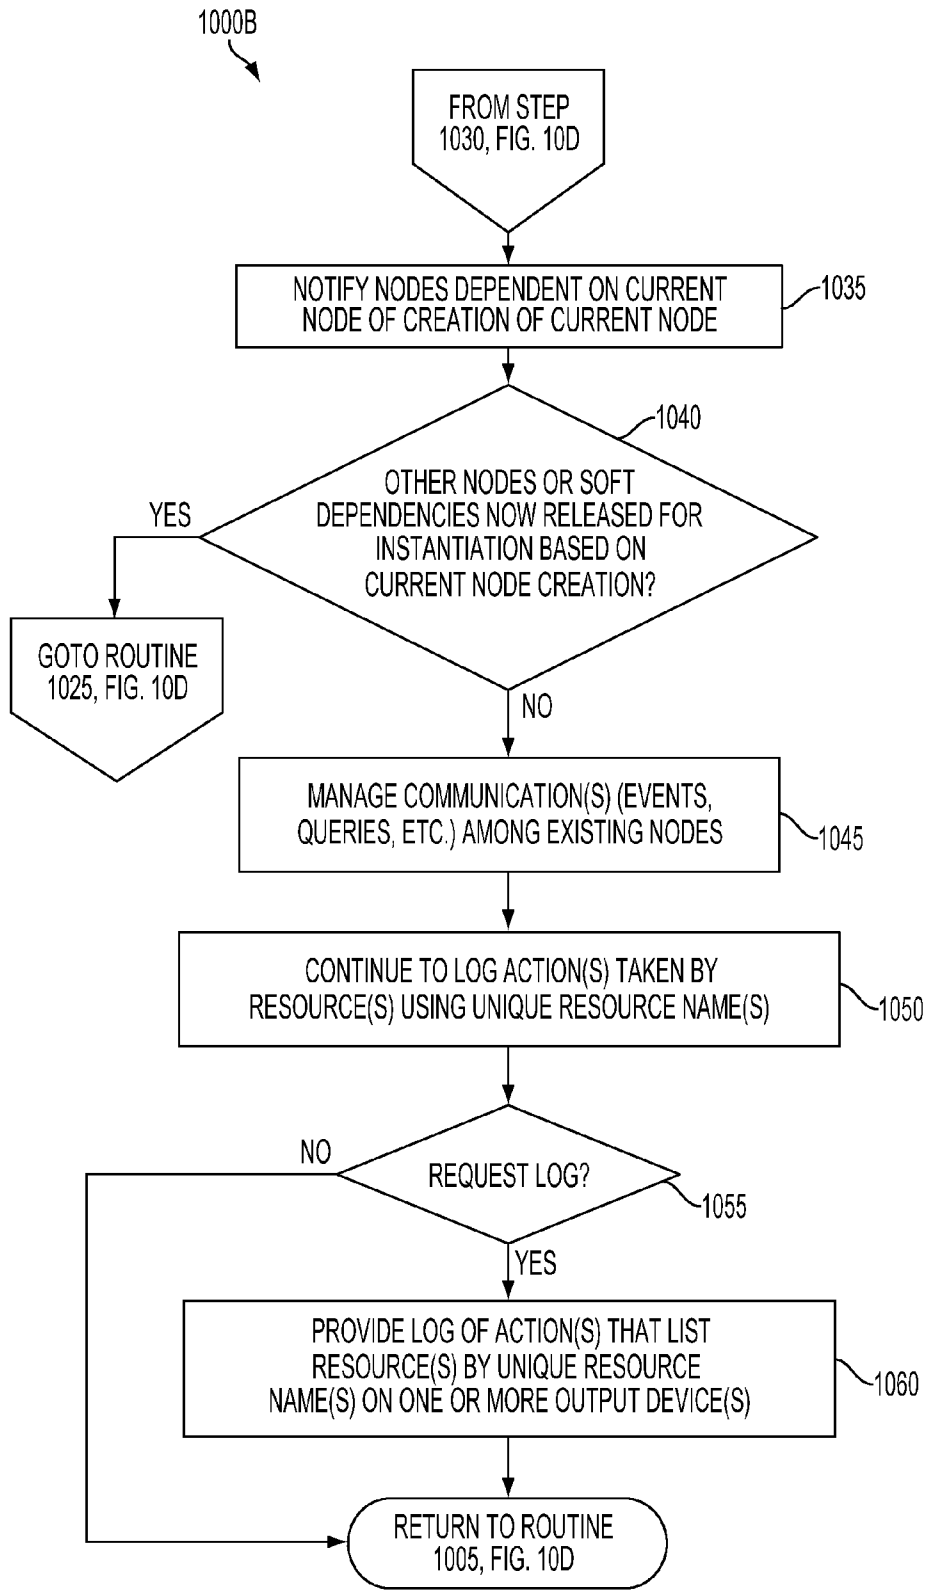 1000B
FROM STEP
1030, FIG. 10D
NOTIFY NODES DEPENDENT ON CURRENT
NODE OF CREATION OF CURRENT NODE
1035
1040
OTHER NODES OR SOFT
DEPENDENCIES NOW RELEASED FOR
INSTANTIATION BASED ON
CURRENT NODE CREATION?
YES
GOTO ROUTINE
1025, FIG. 10D
NO
MANAGE COMMUNICATION(S) (EVENTS,
QUERIES, ETC.) AMONG EXISTING NODES
1045
CONTINUE TO LOG ACTION(S) TAKEN BY
RESOURCE(S) USING UNIQUE RESOURCE NAME(S)
1050
NO
REQUEST LOG?
1055
YES
PROVIDE LOG OF ACTION(S) THAT LIST
RESOURCE(S) BY UNIQUE RESOURCE
NAME(S) ON ONE OR MORE OUTPUT DEVICE(S)
1060
RETURN TO ROUTINE
1005, FIG. 10D